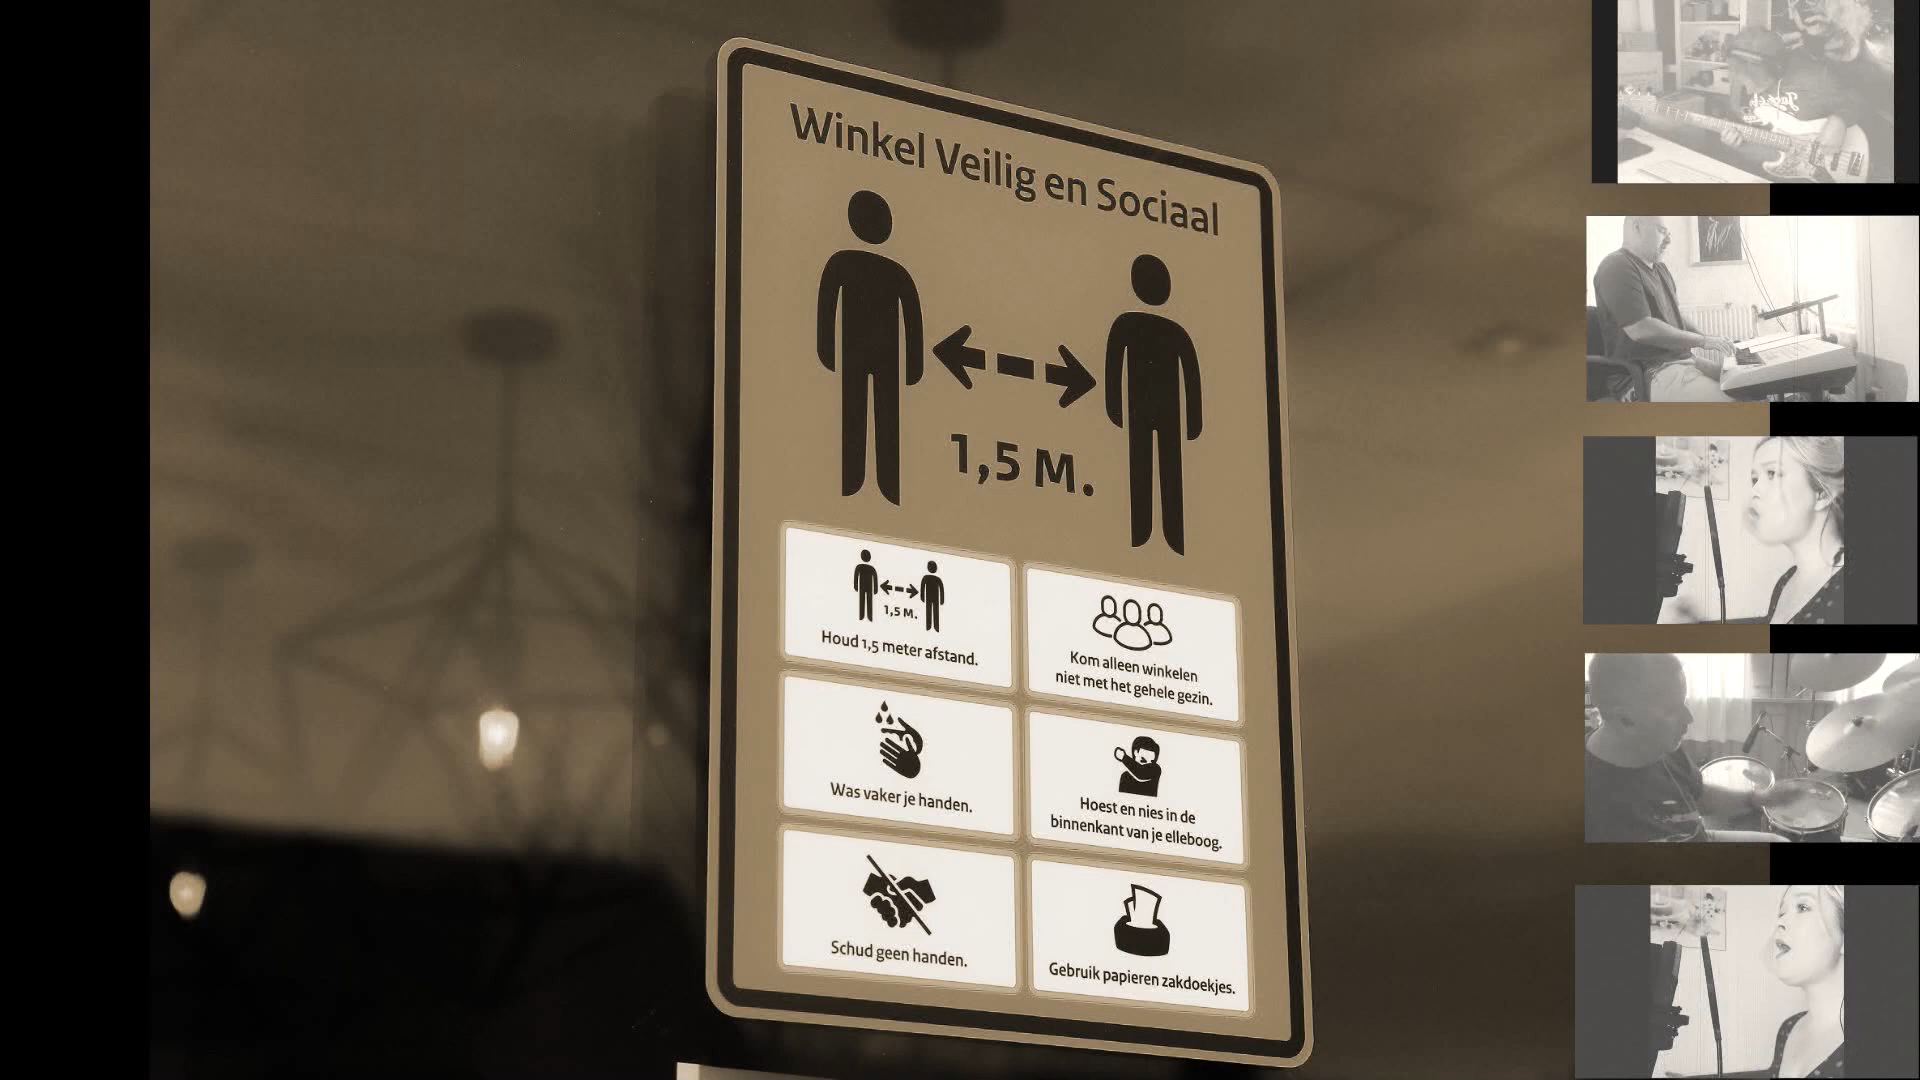 Winkel Veilig en Sociaal
1,5 M.
1,5 M.
Houd 1,5 meter afstand.
Kom alleen winkelen
niet met het gehele gezin.
Was vaker je handen.
Hoest en nies in de
binnenkant van je elleboog.
Schud geen handen.
Gebruik papieren zakdoekjes.